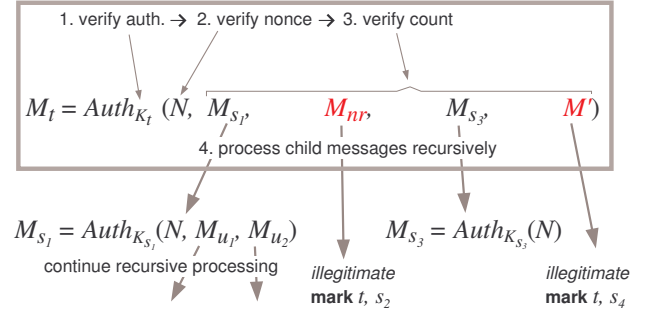 1. verify auth. → 2. verify nonce → 3. verify count
M_t = Auth_{K_t} (N, M_{s_1}, M_{nr}, M_{s_3}, M')
4. process child messages recursively
M_{s_1} = Auth_{K_{s_1}}(N, M_{u_1}, M_{u_2}) M_{s_3} = Auth_{K_{s_3}}(N)
continue recursive processing
illegitimate illegitimate
mark t, s_2 mark t, s_4